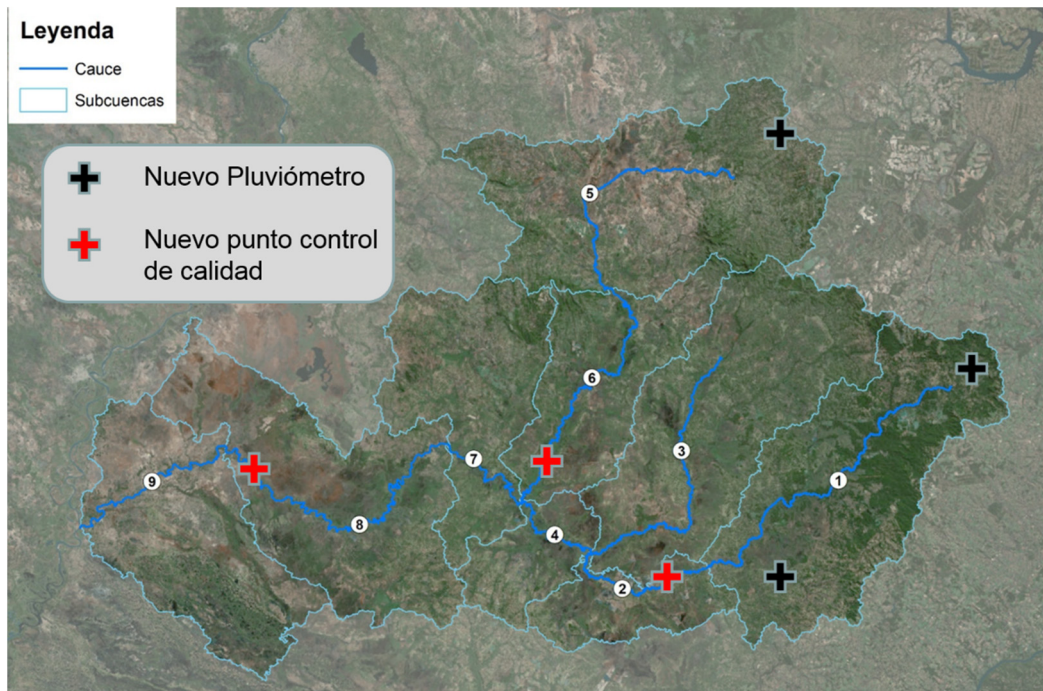 Leyenda
Cauce
Subcuencas
Nuevo Pluviómetro
Nuevo punto control
de calidad
5
6
3
1
7
9
8
4
2